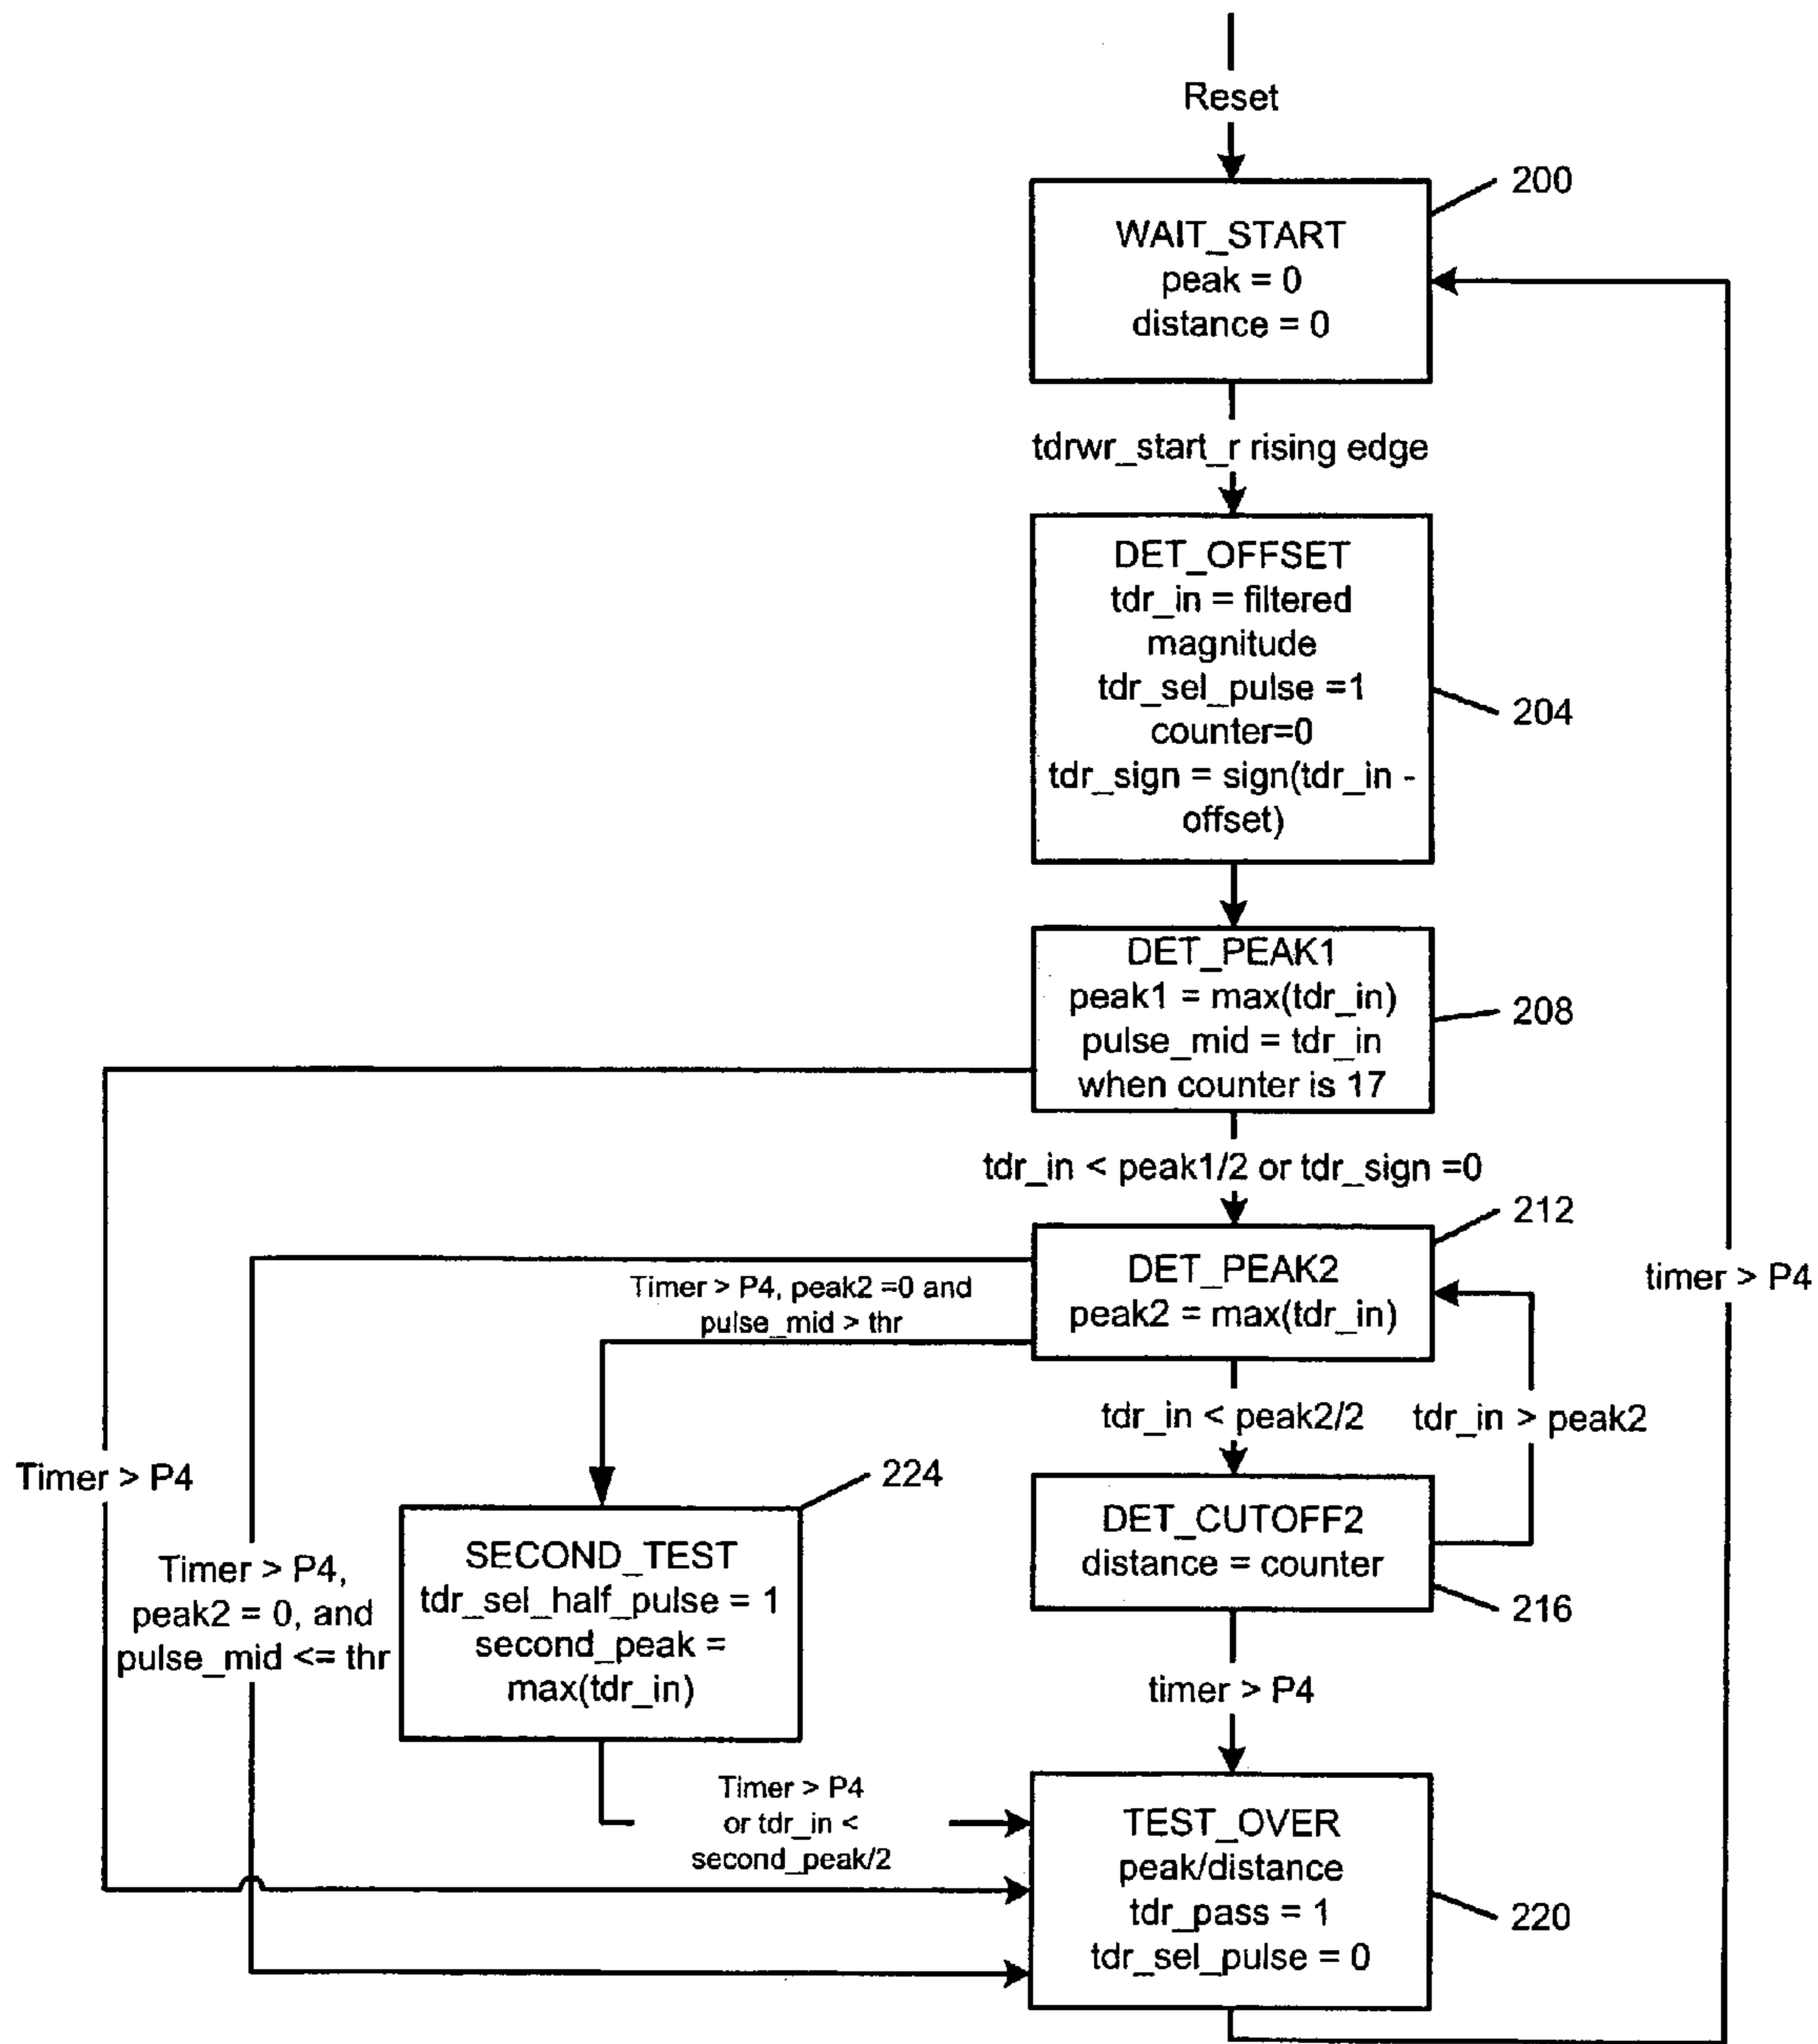 Reset
200
WAIT_START
peak = 0
distance = 0
tdrwr_start_r rising edge
DET_OFFSET
tdr_in = filtered
magnitude
tdr_sel_pulse =1
counter=0
tdr_sign = sign(tdr_in -
offset)
204
DET_PEAK1
peak1 = max(tdr_in)
pulse_mid = tdr_in
when counter is 17
208
tdr_in < peak1/2 or tdr_sign =0
212
DET_PEAK2
peak2 = max(tdr_in)
timer > P4
Timer > P4, peak2 =0 and
pulse_mid > thr
tdr_in < peak2/2
tdr_in > peak2
Timer > P4
224
SECOND_TEST
tdr_sel_half_pulse = 1
second_peak =
max(tdr_in)
DET_CUTOFF2
distance = counter
216
Timer > P4,
peak2 = 0, and
pulse_mid <= thr
timer > P4
Timer > P4
or tdr_in <
second_peak/2
TEST_OVER
peak/distance
tdr_pass = 1
tdr_sel_pulse = 0
220